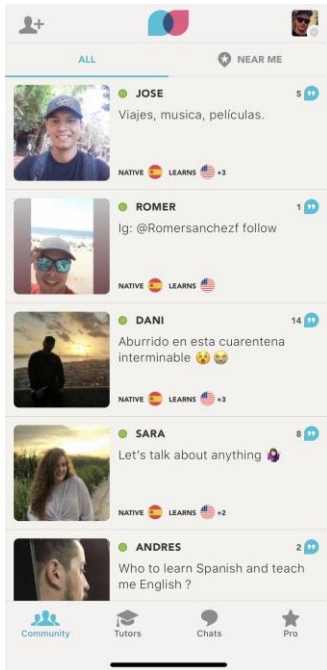 ALL
NEAR ME
JOSE
5
Viajes, musica, películas.
NATIVE LEARNS +3
ROMER
1
Ig: @Romersanchezf follow
NATIVE LEARNS
DANI
14
Aburrido en esta cuarentena
interminable 😯😭
NATIVE LEARNS +3
SARA
8
Let's talk about anything 🤷🏻‍♀️
NATIVE LEARNS +2
ANDRES
2
Who to learn Spanish and teach
me English ?
Community
Tutors
Chats
Pro